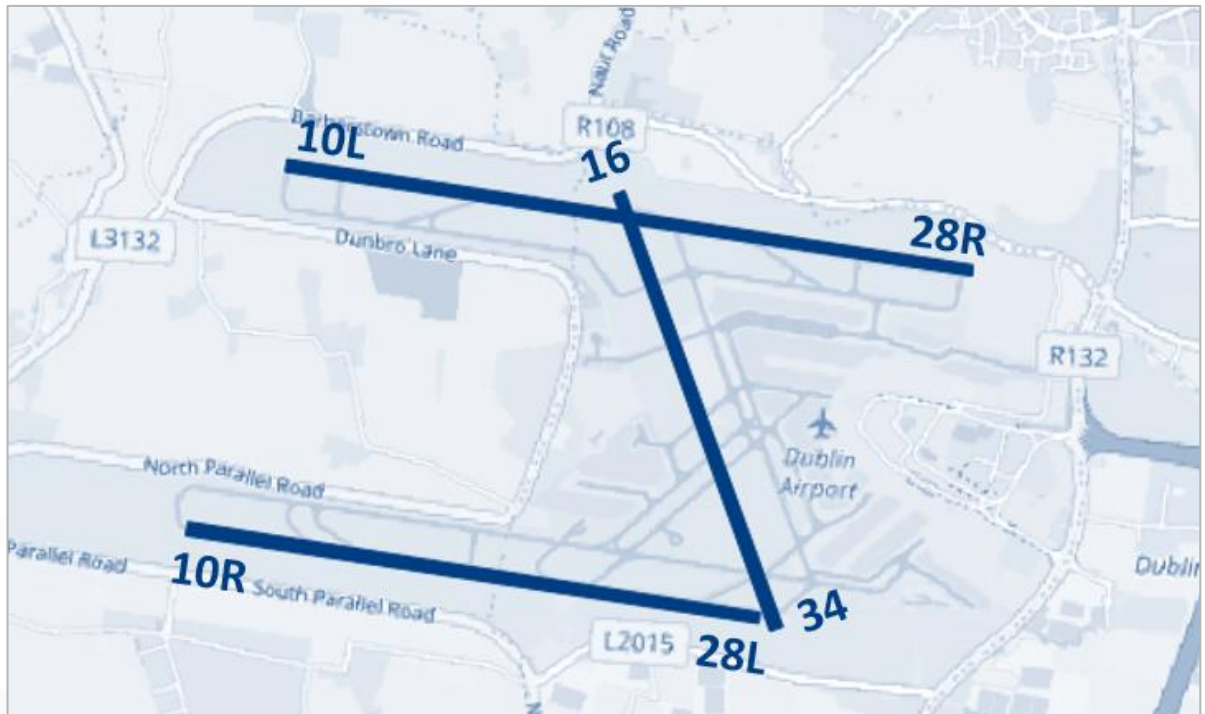 Naul Road
Barberstown Road
R108
10L
16
28R
L3132
Dunbro Lane
R132
Dublin
Airport
North Parallel Road
Parallel Road
10R
South Parallel Road
34
L2015
28L